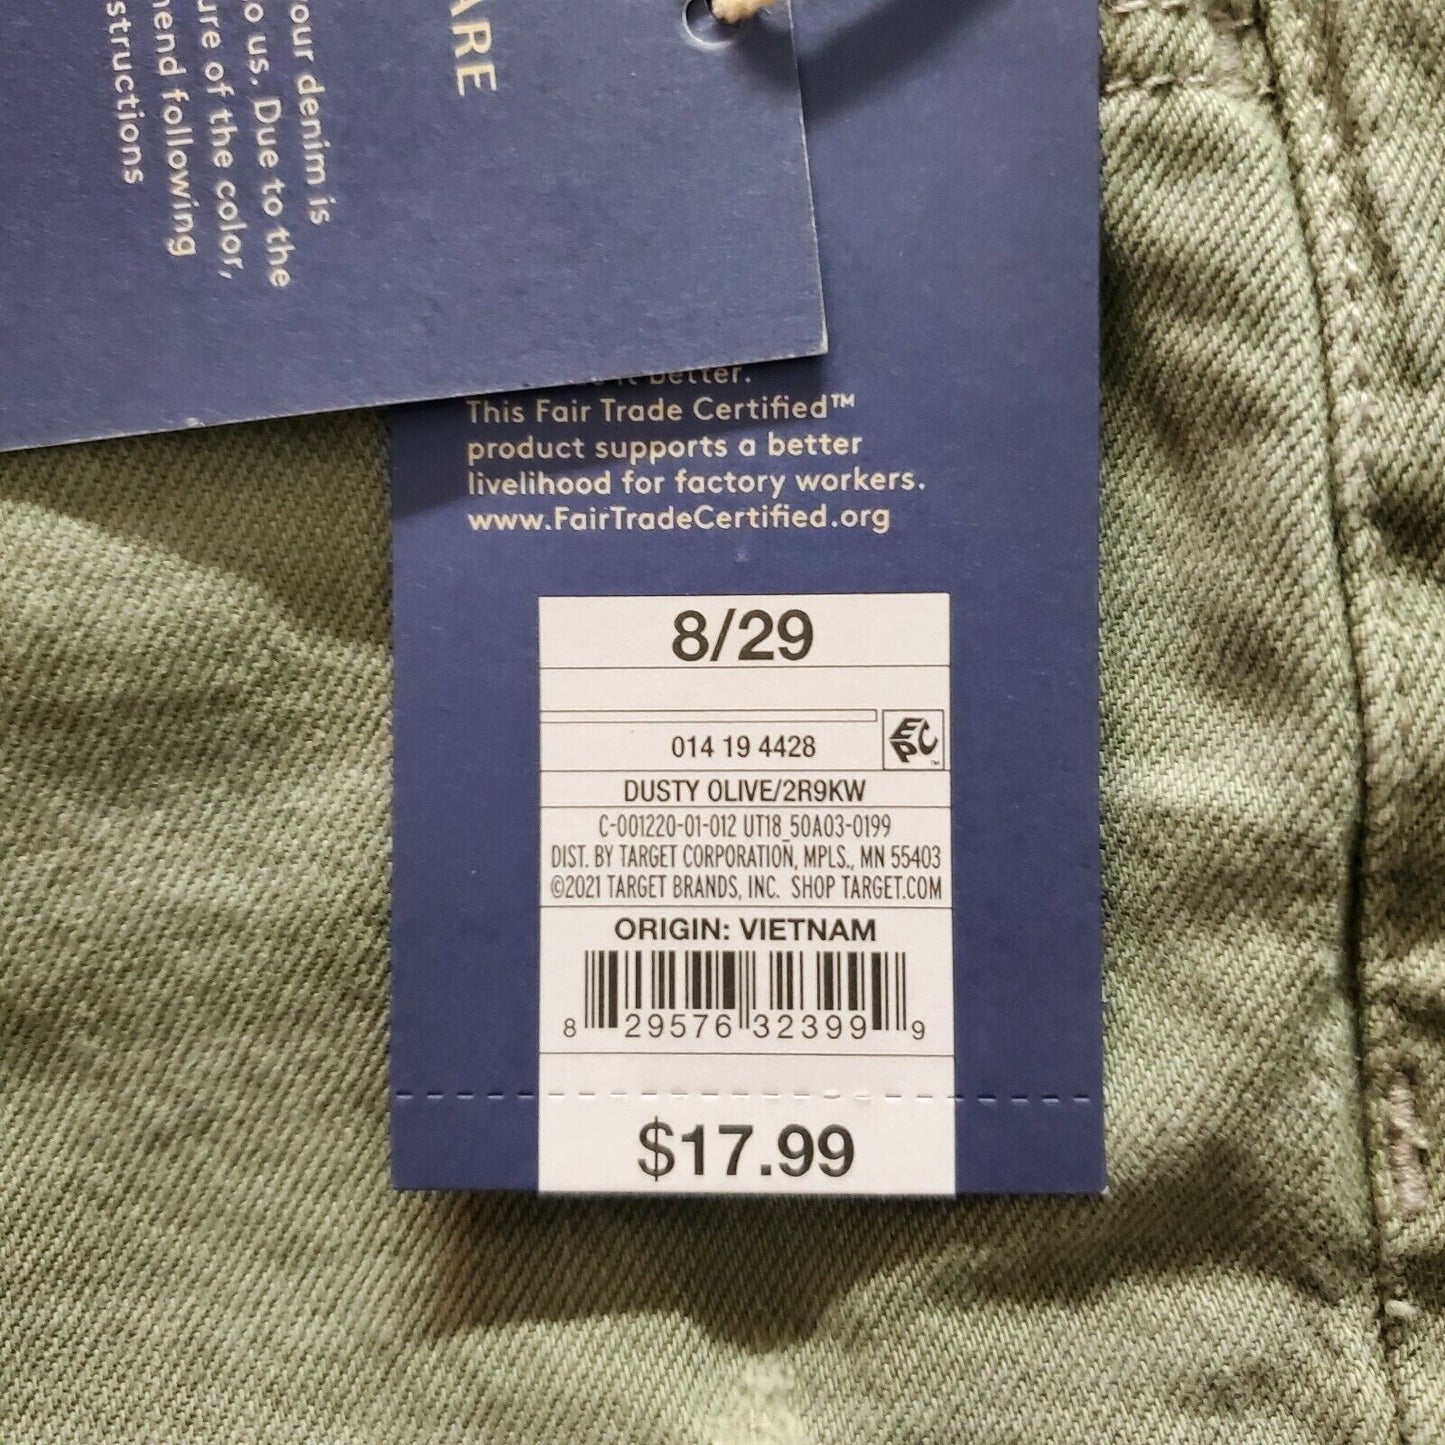 ARE
our denim is
o us. Due to the
ure of the color,
mend following
structions
better.
This Fair Trade Certified™
product supports a better
livelihood for factory workers.
www.FairTradeCertified.org
8/29
014 19 4428
EPC™
DUSTY OLIVE/2R9KW
C-001220-01-012 UT18_50A03-0199
DIST. BY TARGET CORPORATION, MPLS., MN 55403
©2021 TARGET BRANDS, INC. SHOP TARGET.COM
ORIGIN: VIETNAM
8 29576 32399 9
$17.99